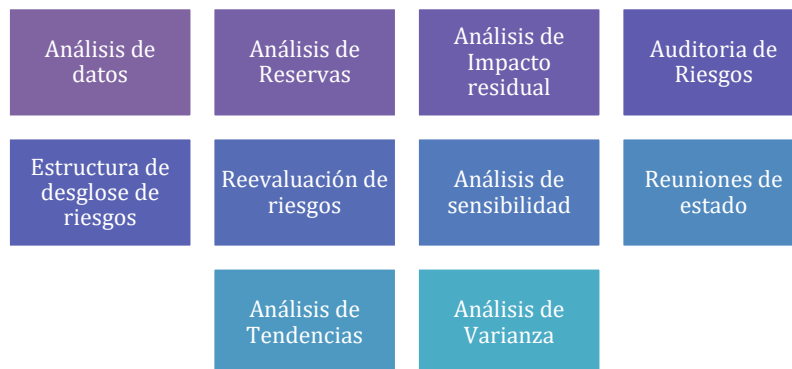 Análisis de
datos
Análisis de
Reservas
Análisis de
Impacto
residual
Auditoria de
Riesgos
Estructura de
desglose de
riesgos
Reevaluación de
riesgos
Análisis de
sensibilidad
Reuniones de
estado
Análisis de
Tendencias
Análisis de
Varianza